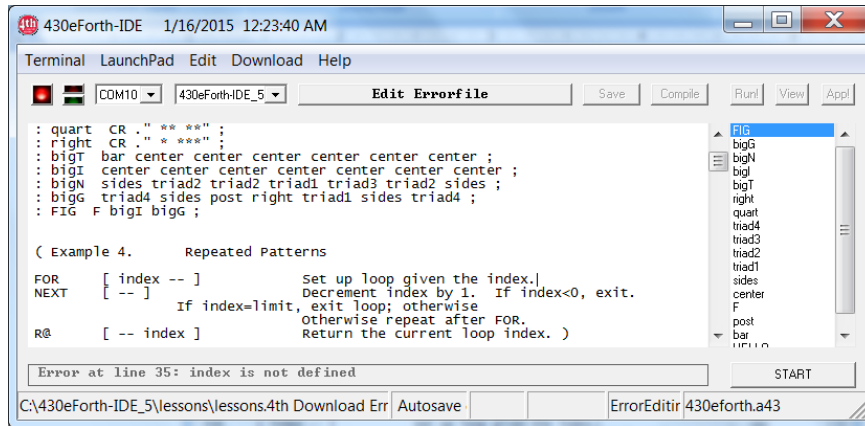 430eForth-IDE 1/16/2015 12:23:40 AM
Terminal LaunchPad Edit Download Help
COM10 430eForth-IDE_5 Edit Errorfile Save Compile Run! View App!
: quart CR ." ** **" ;
: right CR ." * ***" ;
: bigT bar center center center center center center ;
: bigI center center center center center center center ;
: bigN sides triad2 triad2 triad1 triad3 triad2 sides ;
: bigG triad4 sides post right triad1 sides triad4 ;
: FIG F bigI bigG ;
( Example 4. Repeated Patterns
FOR [ index -- ] Set up loop given the index.
NEXT [ -- ] Decrement index by 1. If index<0, exit.
If index=limit, exit loop; otherwise
Otherwise repeat after FOR.
R@ [ -- index ] Return the current loop index. )
FIG
bigG
bigN
bigI
bigT
right
quart
triad4
triad3
triad2
triad1
sides
center
F
post
bar
HELLO
Error at line 35: index is not defined
START
C:\430eForth-IDE_5\lessons\lessons.4th Download Err Autosave ErrorEditir 430eforth.a43